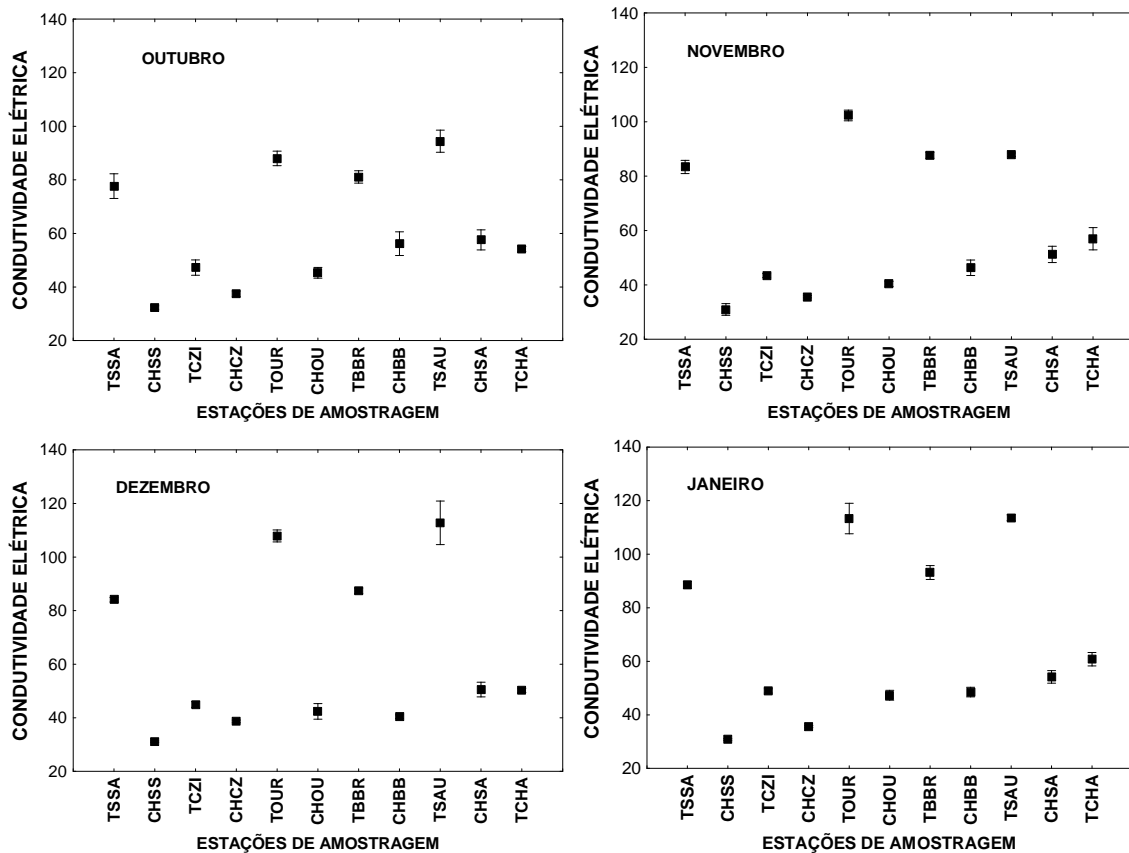 OUTUBRO
CONDUTIVIDADE ELÉTRICA
140
120
100
80
60
40
20
TSSA
CHSS
TCZI
CHCZ
TOUR
CHOU
TBBR
CHBB
TSAU
CHSA
TCHA
ESTAÇÕES DE AMOSTRAGEM
NOVEMBRO
CONDUTIVIDADE ELÉTRICA
140
120
100
80
60
40
20
TSSA
CHSS
TCZI
CHCZ
TOUR
CHOU
TBBR
CHBB
TSAU
CHSA
TCHA
ESTAÇÕES DE AMOSTRAGEM
DEZEMBRO
CONDUTIVIDADE ELÉTRICA
140
120
100
80
60
40
20
TSSA
CHSS
TCZI
CHCZ
TOUR
CHOU
TBBR
CHBB
TSAU
CHSA
TCHA
ESTAÇÕES DE AMOSTRAGEM
JANEIRO
CONDUTIVIDADE ELÉTRICA
140
120
100
80
60
40
20
TSSA
CHSS
TCZI
CHCZ
TOUR
CHOU
TBBR
CHBB
TSAU
CHSA
TCHA
ESTAÇÕES DE AMOSTRAGEM